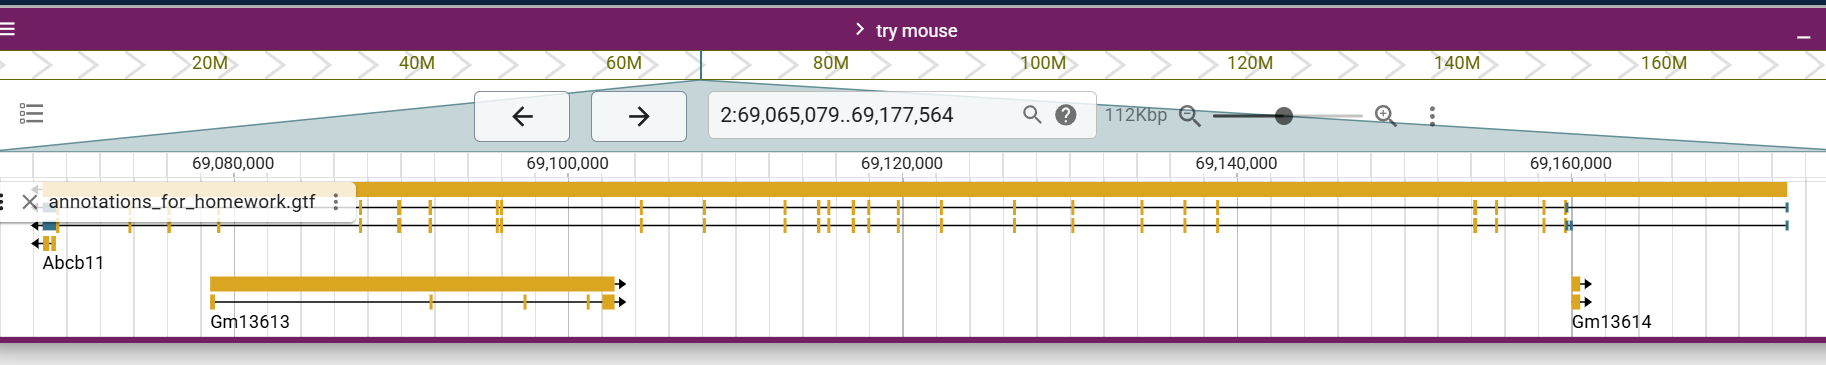 try mouse
20M 40M 60M 80M 100M 120M 140M 160M
2:69,065,079..69,177,564 ? 112Kbp
69,080,000 69,100,000 69,120,000 69,140,000 69,160,000
annotations_for_homework.gtf
Abcb11
Gm13613 Gm13614